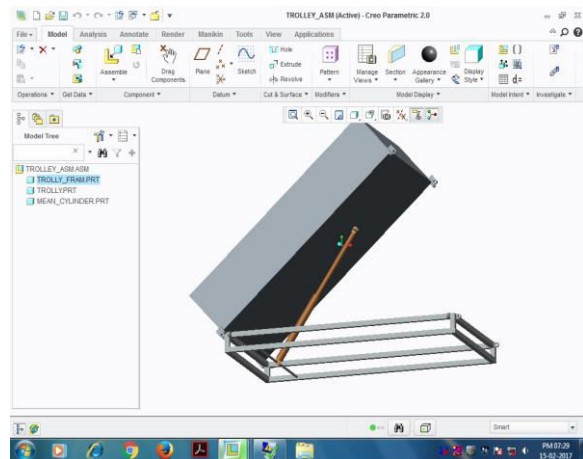 TROLLEY_ASM (Active) - Creo Parametric 2.0
File Model Analysis Annotate Render Manikin Tools View Applications
Assemble Drag Components Plane Sketch Hole Extrude Revolve Pattern Manage Views Section Appearance Gallery Display Style d=
Operations Get Data Component Datum Cut & Surface Modifiers Model Display Model Intent Investigate
Model Tree
TROLLEY_ASM.ASM
TROLLY_FRAM.PRT
TROLLY.PRT
MEAN_CYLINDER.PRT
Smart
PM 07:29
15-02-2017